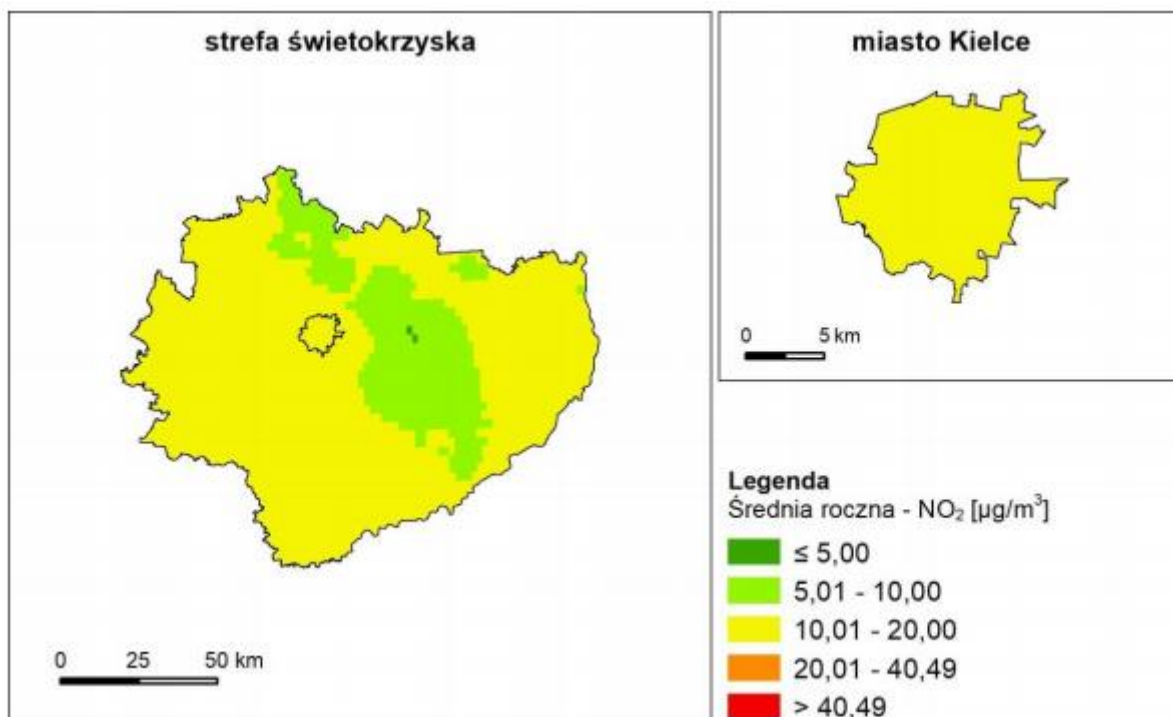 strefa świetokrzyska
miasto Kielce
0 5 km
Legenda
Średnia roczna - NO₂ [µg/m³]
≤ 5,00
5,01 - 10,00
10,01 - 20,00
20,01 - 40,49
> 40,49
0 25 50 km